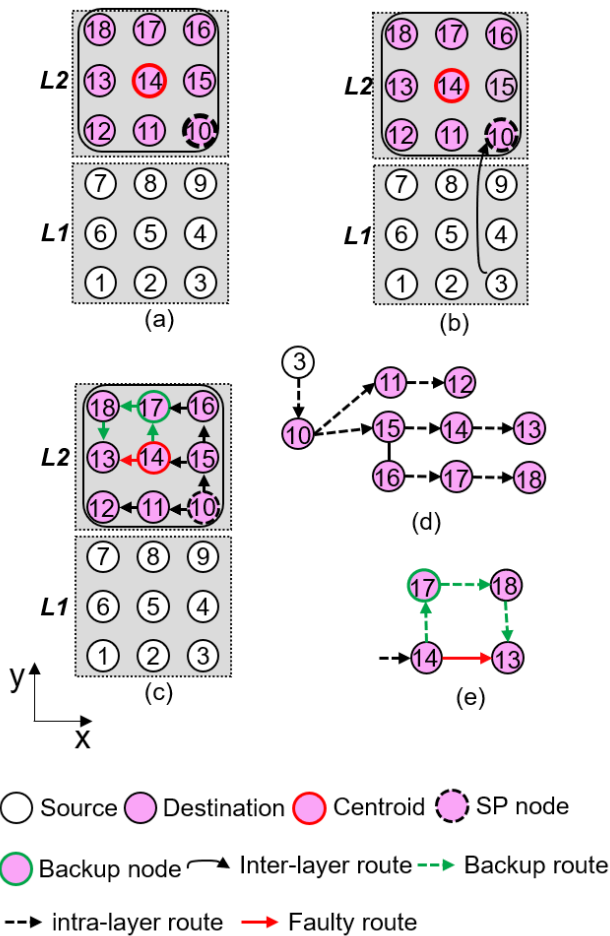 18 17 16
L2 13 14 15
12 11 10
7 8 9
L1 6 5 4
1 2 3
(a)
18 17 16
L2 13 14 15
12 11 10
7 8 9
L1 6 5 4
1 2 3
(b)
18 17 16
L2 13 14 15
12 11 10
7 8 9
L1 6 5 4
1 2 3
(c)
y
x
3
11 12
10 15 14 13
16 17 18
(d)
17 18
14 13
(e)
Source Destination Centroid SP node
Backup node Inter-layer route Backup route
intra-layer route Faulty route